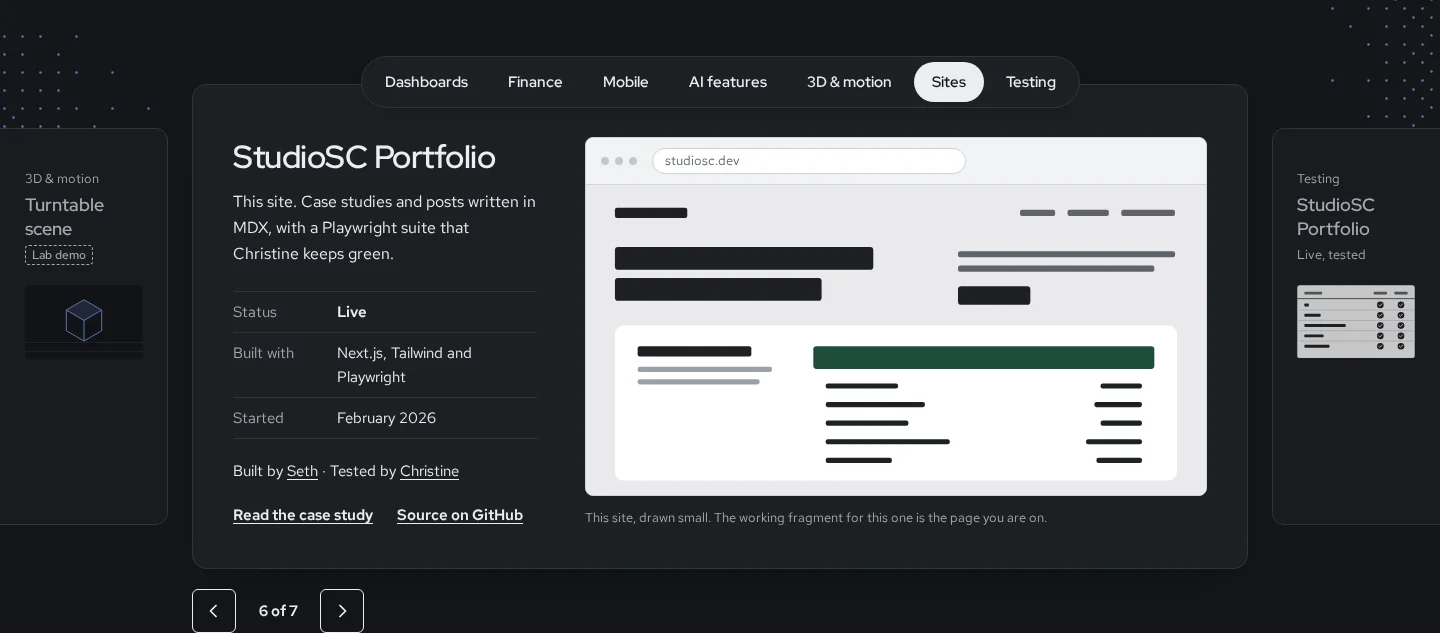 Dashboards
Finance
Mobile
AI features
3D & motion
Sites
Testing
3D & motion
Turntable
scene
Lab demo
StudioSC Portfolio
This site. Case studies and posts written in
MDX, with a Playwright suite that
Christine keeps green.
Status
Live
Built with
Next.js, Tailwind and
Playwright
Started
February 2026
Built by Seth · Tested by Christine
Read the case study
Source on GitHub
studiosc.dev
This site, drawn small. The working fragment for this one is the page you are on.
Testing
StudioSC
Portfolio
Live, tested
6 of 7